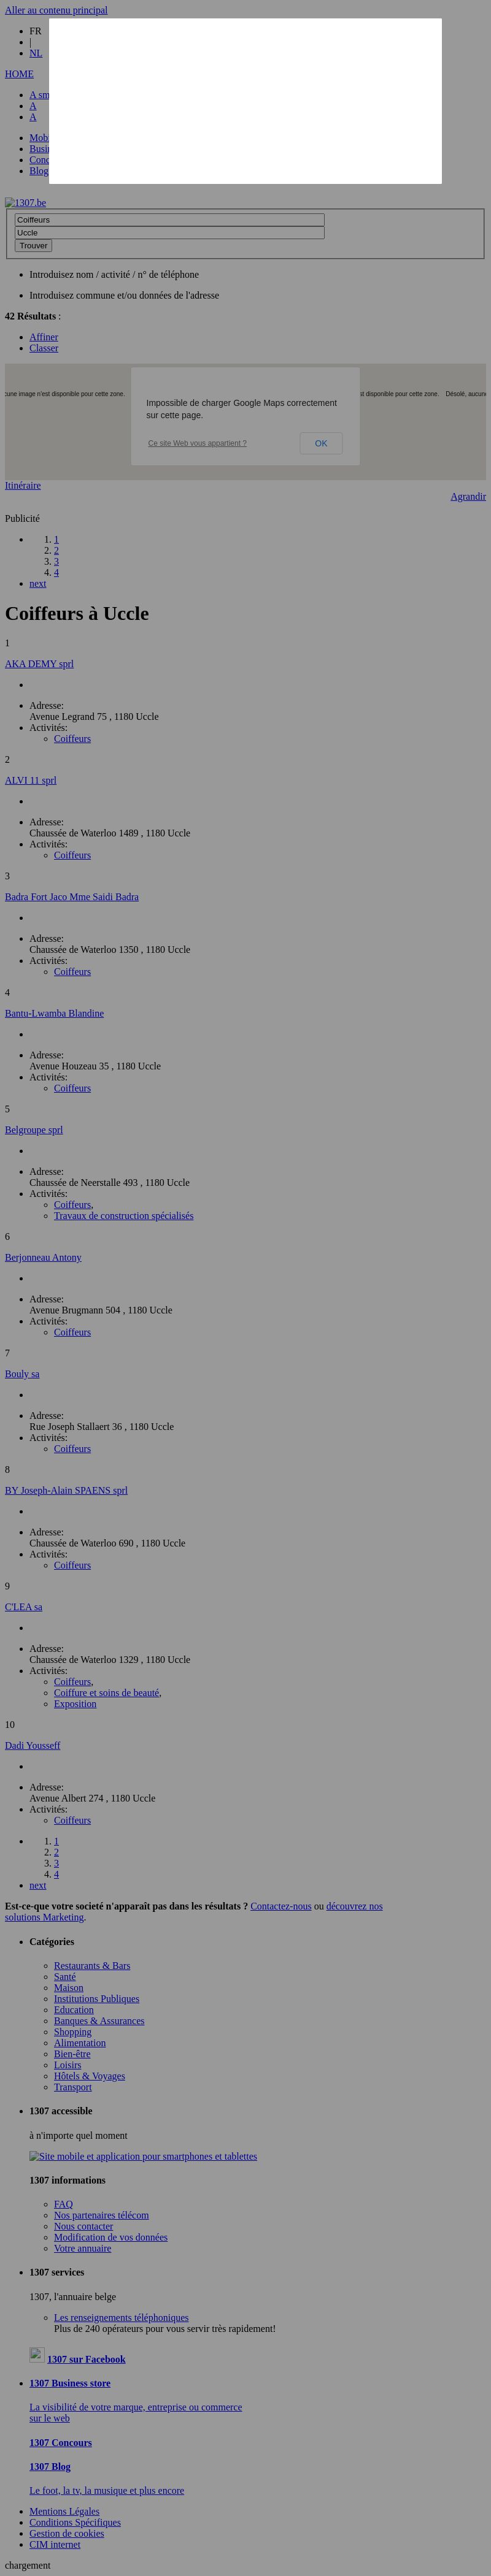 Aller au contenu principal
FR
|
NL
HOME
A
A
Blog
1307.be
Coiffeurs
Uccle
Trouver
Introduisez nom / activité / n° de téléphone
Introduisez commune et/ou données de l'adresse
42 Résultats :
Affiner
Classer
image n'est disponible pour cette zone.
Impossible de charger Google Maps correctement
sur cette page.
disponible pour cette zone. Désolé,
Ce site Web vous appartient ?
OK
Itinéraire
Agrandir
Publicité
1. 1
2. 2
3. 3
4. 4
next
Coiffeurs à Uccle
1
AKA DEMY sprl
Adresse:
Avenue Legrand 75 , 1180 Uccle
Activités:
Coiffeurs
2
ALVI 11 sprl
Adresse:
Chaussée de Waterloo 1489 , 1180 Uccle
Activités:
Coiffeurs
3
Badra Fort Jaco Mme Saidi Badra
Adresse:
Chaussée de Waterloo 1350 , 1180 Uccle
Activités:
Coiffeurs
4
Bantu-Lwamba Blandine
Adresse:
Avenue Houzeau 35 , 1180 Uccle
Activités:
Coiffeurs
5
Belgroupe sprl
Adresse:
Chaussée de Neerstalle 493 , 1180 Uccle
Activités:
Coiffeurs,
Travaux de construction spécialisés
6
Berjonneau Antony
Adresse:
Avenue Brugmann 504 , 1180 Uccle
Activités:
Coiffeurs
7
Bouly sa
Adresse:
Rue Joseph Stallaert 36 , 1180 Uccle
Activités:
Coiffeurs
8
BY Joseph-Alain SPAENS sprl
Adresse:
Chaussée de Waterloo 690 , 1180 Uccle
Activités:
Coiffeurs
9
C'LEA sa
Adresse:
Chaussée de Waterloo 1329 , 1180 Uccle
Activités:
Coiffeurs,
Coiffure et soins de beauté,
Exposition
10
Dadi Yousseff
Adresse:
Avenue Albert 274 , 1180 Uccle
Activités:
Coiffeurs
1. 1
2. 2
3. 3
4. 4
next
Est-ce-que votre societé n'apparaît pas dans les résultats ? Contactez-nous ou découvrez nos
solutions Marketing.
Catégories
Restaurants & Bars
Santé
Maison
Institutions Publiques
Education
Banques & Assurances
Shopping
Alimentation
Bien-être
Loisirs
Hôtels & Voyages
Transport
1307 accessible
à n'importe quel moment
Site mobile et application pour smartphones et tablettes
1307 informations
FAQ
Nos partenaires télécom
Nous contacter
Modification de vos données
Votre annuaire
1307 services
1307, l'annuaire belge
Les renseignements téléphoniques
Plus de 240 opérateurs pour vous servir très rapidement!
1307 sur Facebook
1307 Business store
La visibilité de votre marque, entreprise ou commerce
sur le web
1307 Concours
1307 Blog
Le foot, la tv, la musique et plus encore
Mentions Légales
Conditions Spécifiques
Gestion de cookies
CIM internet
chargement